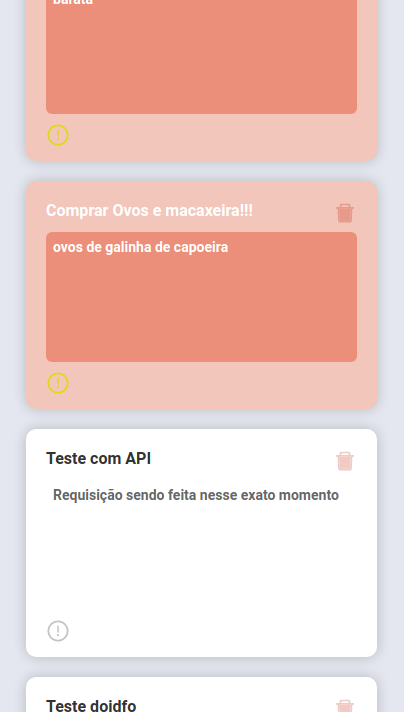 barata
Comprar Ovos e macaxeira!!!
ovos de galinha de capoeira
Teste com API
Requisição sendo feita nesse exato momento
Teste doidfo